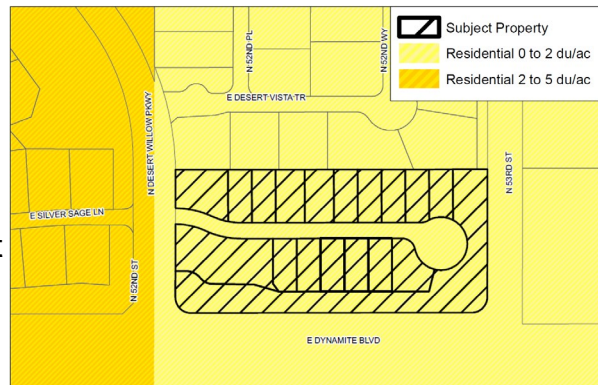 Subject Property
Residential 0 to 2 du/ac
Residential 2 to 5 du/ac
N 52ND PL
N 52ND WY
E DESERT VISTA TR
N DESERT WILLOW PKWY
N 53RD ST
E SILVER SAGE LN
N 52ND ST
E DYNAMITE BLVD
: